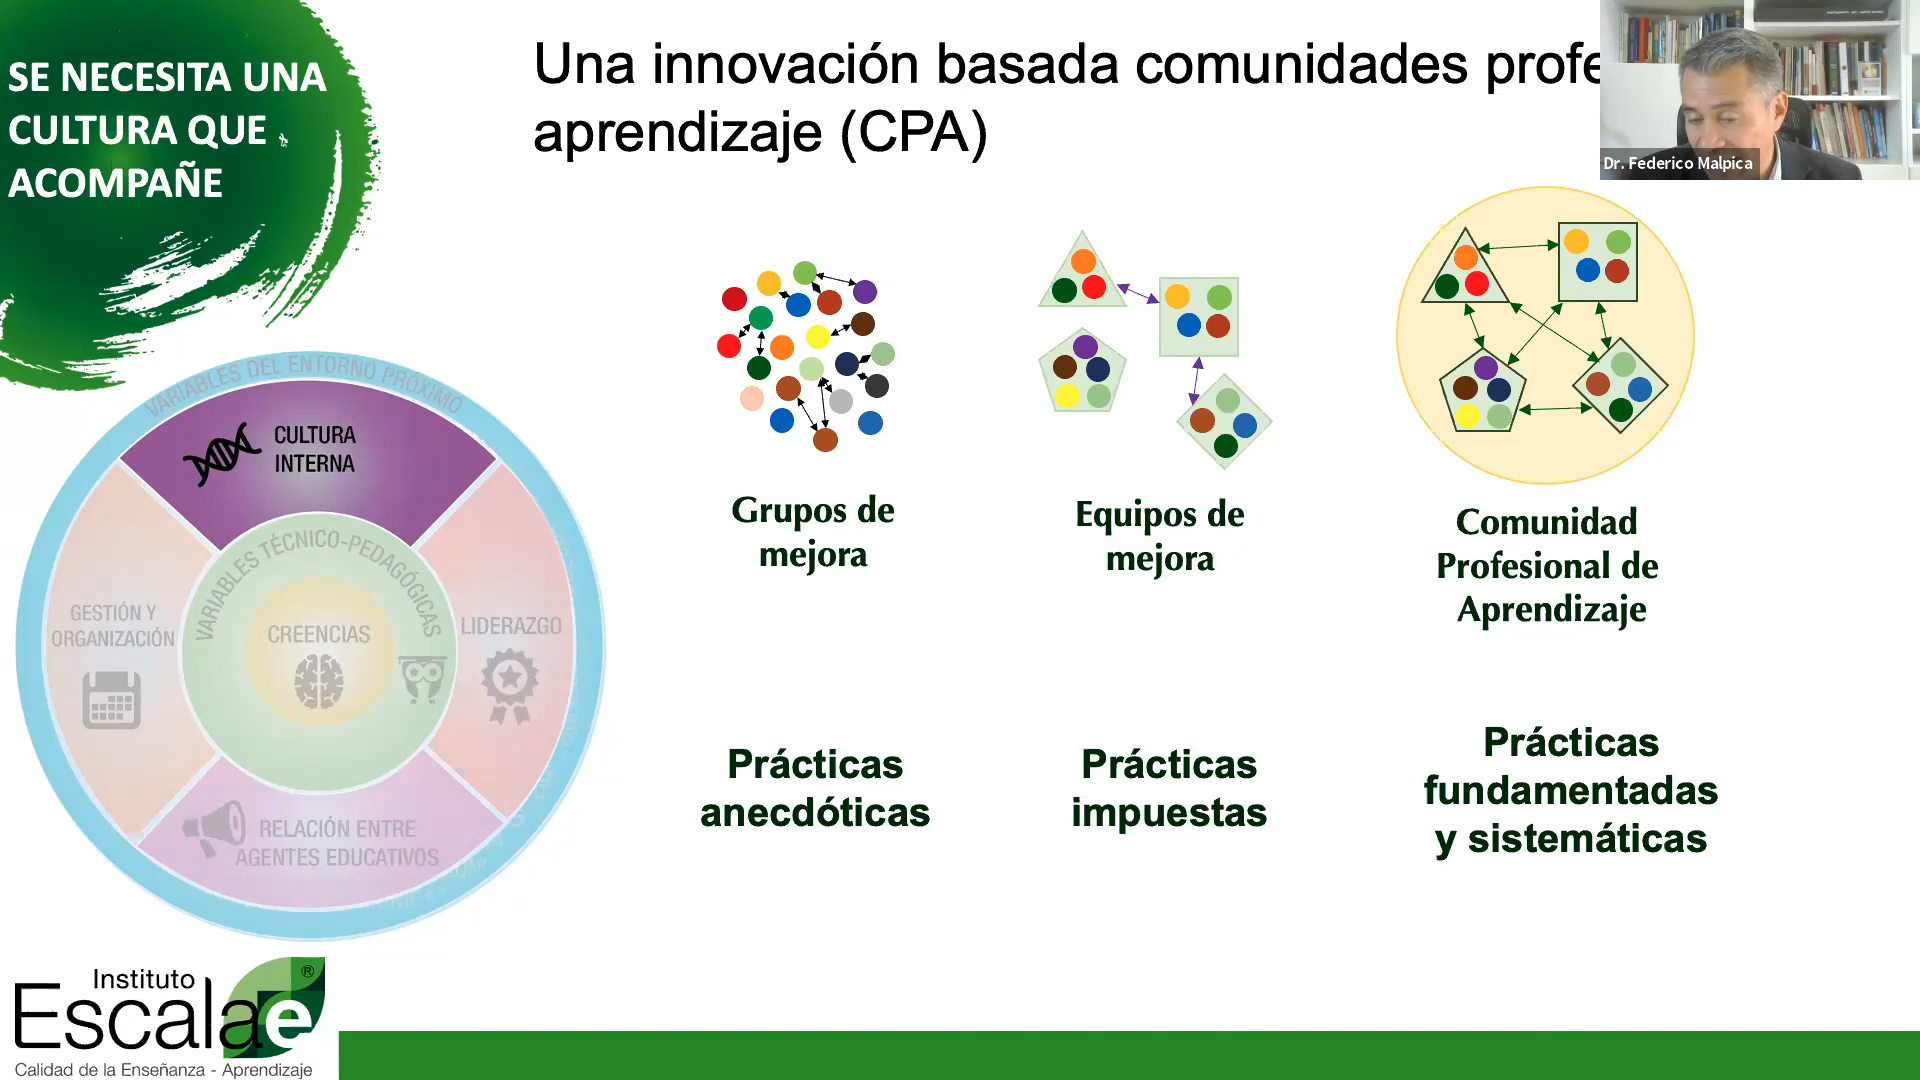 SE NECESITA UNA
CULTURA QUE
ACOMPAÑE
Una innovación basada comunidades profe
aprendizaje (CPA)
Dr. Federico Malpica
VARIABLES DEL ENTORNO PRÓXIMO
CULTURA
INTERNA
VARIABLES TÉCNICO-PEDAGÓGICAS
GESTIÓN Y
ORGANIZACIÓN
CREENCIAS
LIDERAZGO
RELACIÓN ENTRE
AGENTES EDUCATIVOS
Grupos de
mejora
Equipos de
mejora
Comunidad
Profesional de
Aprendizaje
Prácticas
anecdóticas
Prácticas
impuestas
Prácticas
fundamentadas
y sistemáticas
Instituto
Escalae
®
Calidad de la Enseñanza - Aprendizaje